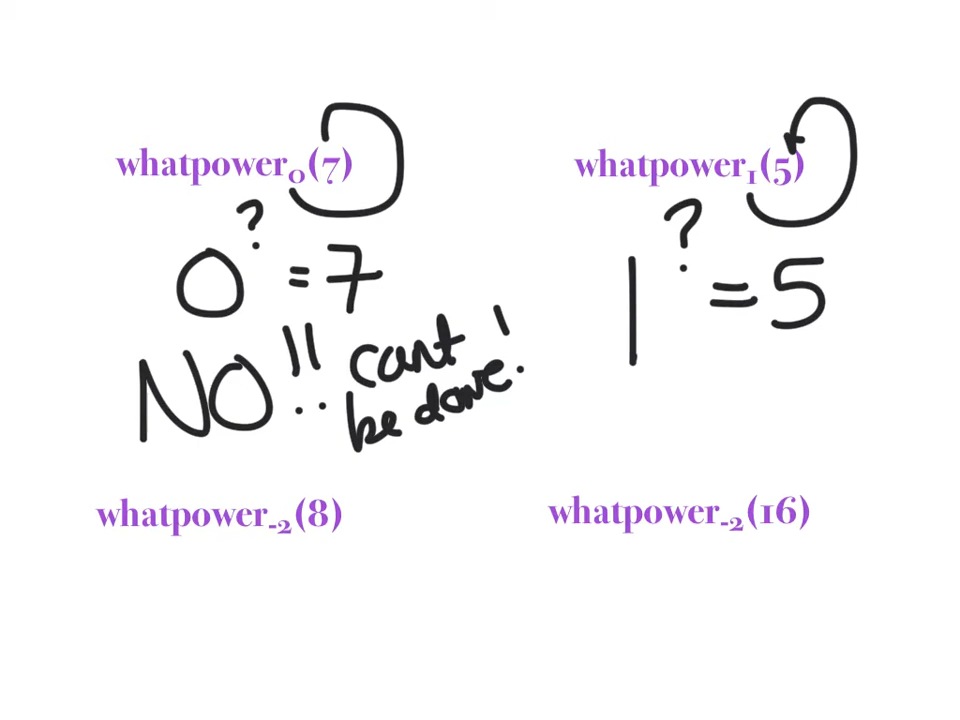 whatpower₀(7)
whatpower₁(5)
0^? = 7
1^? = 5
NO!! cant
be done!
whatpower₋₂(8)
whatpower₋₂(16)